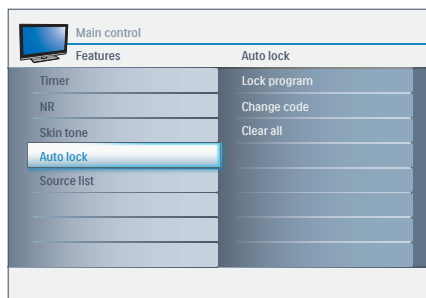 Main control
Features Auto lock
Timer Lock program
NR Change code
Skin tone Clear all
Auto lock
Source list